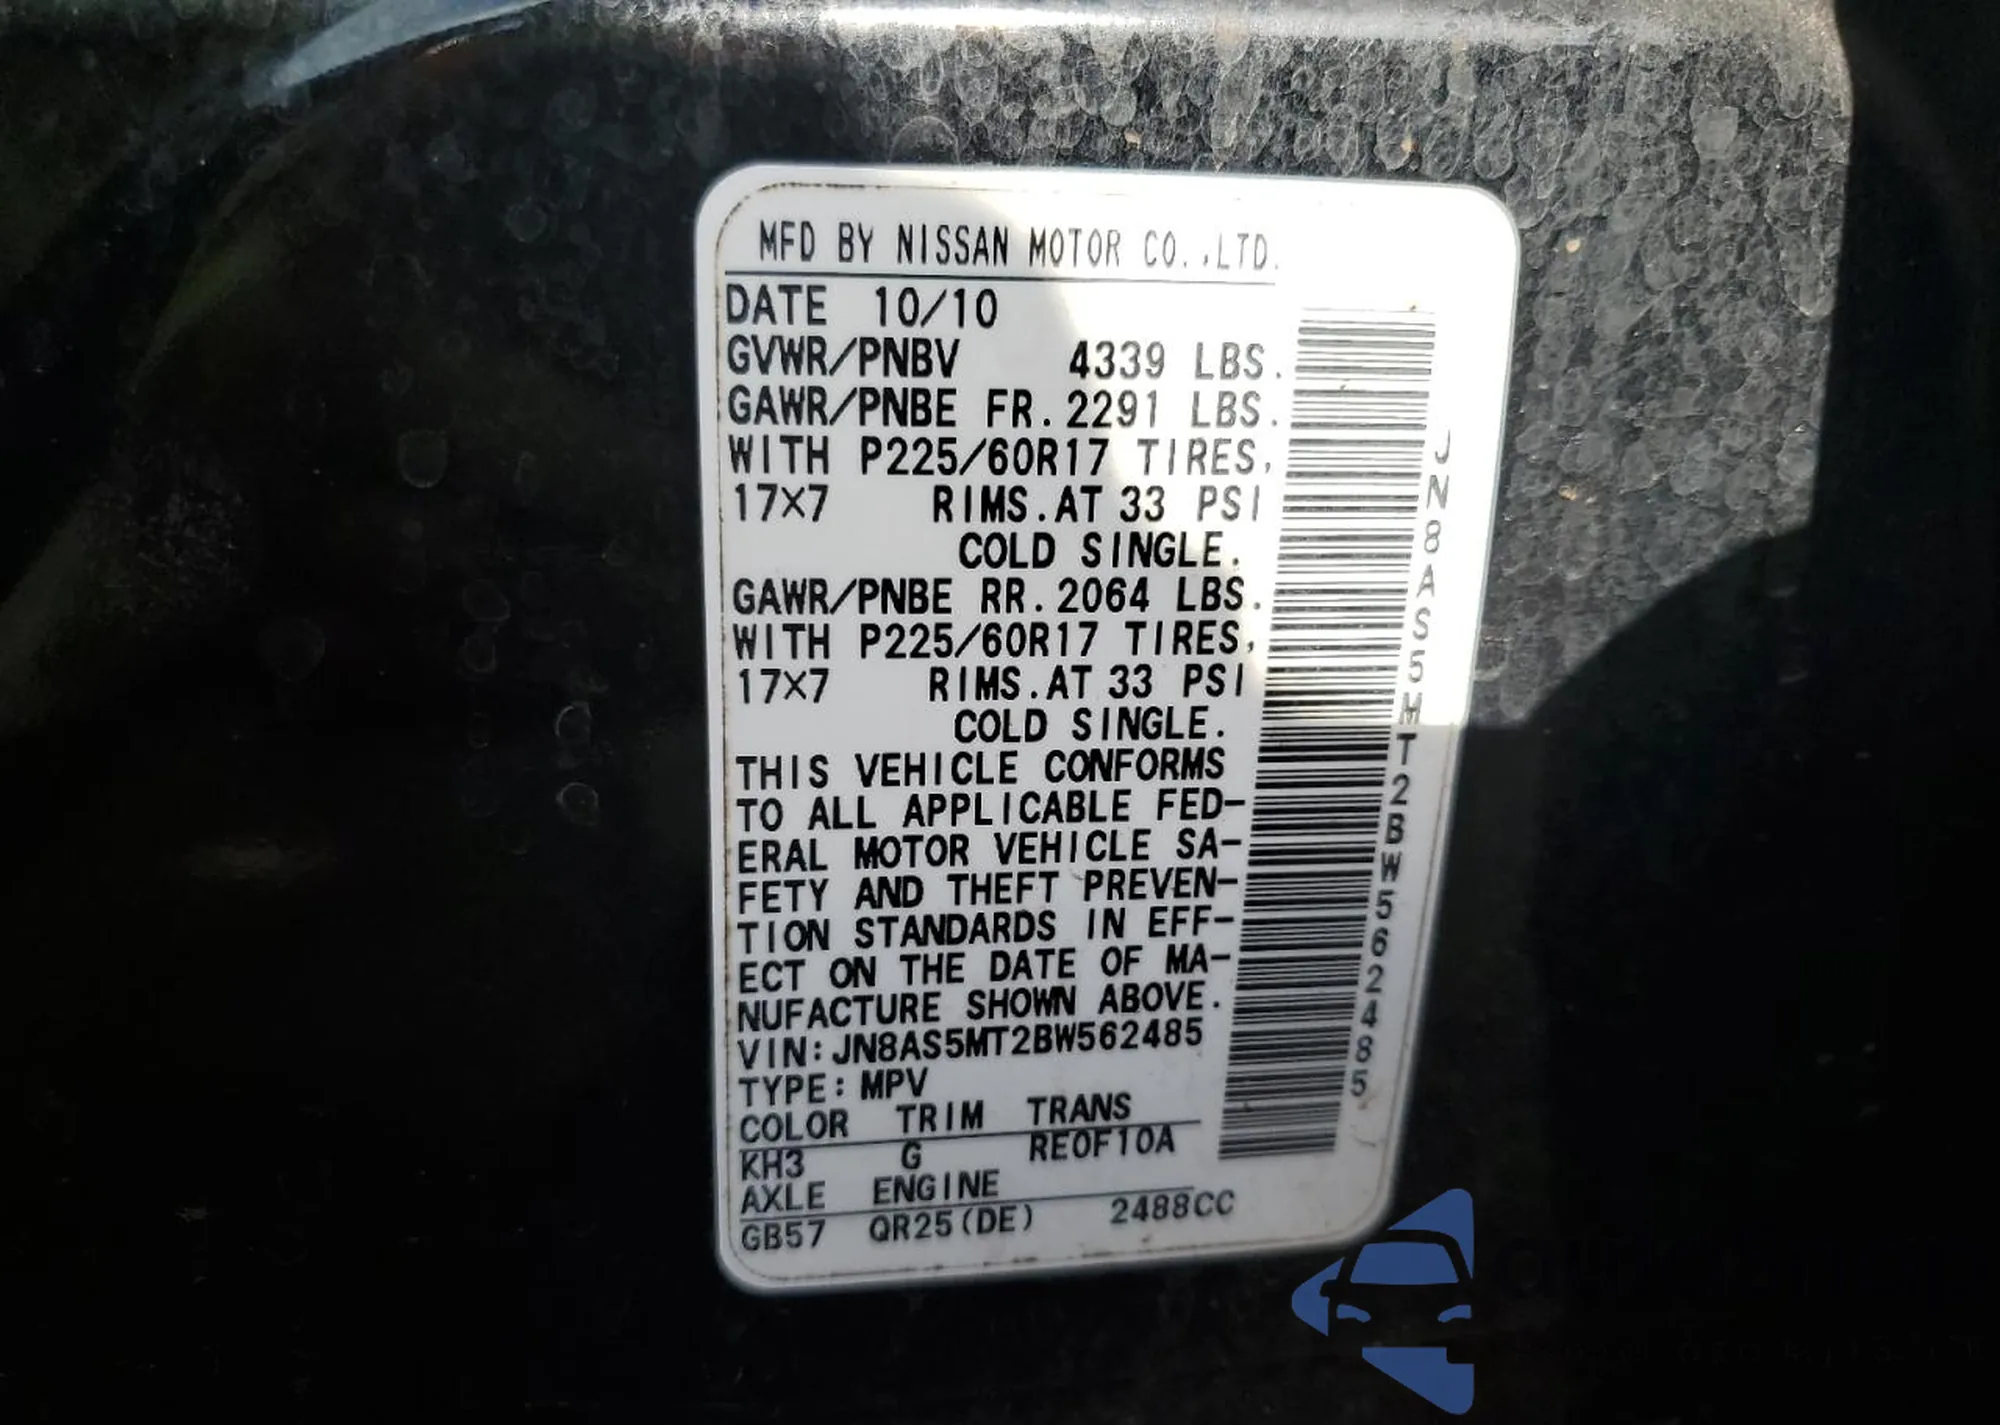 MFD BY NISSAN MOTOR CO.,LTD.
DATE 10/10
GVWR/PNBV 4339 LBS.
GAWR/PNBE FR.2291 LBS.
WITH P225/60R17 TIRES,
17X7 RIMS.AT 33 PSI
COLD SINGLE.
GAWR/PNBE RR.2064 LBS.
WITH P225/60R17 TIRES,
17X7 RIMS.AT 33 PSI
COLD SINGLE.
THIS VEHICLE CONFORMS
TO ALL APPLICABLE FED-
ERAL MOTOR VEHICLE SA-
FETY AND THEFT PREVEN-
TION STANDARDS IN EFF-
ECT ON THE DATE OF MA-
NUFACTURE SHOWN ABOVE.
VIN:JN8AS5MT2BW562485
TYPE:MPV
COLOR TRIM TRANS
KH3 G RE0F10A
AXLE ENGINE
GB57 QR25(DE) 2488CC
JN8AS5MT2BW562485